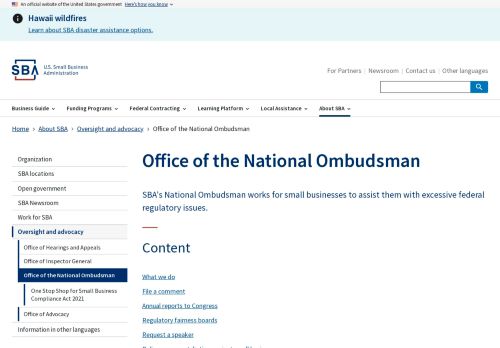 An official website of the United States government Here's how you know
Hawaii wildfires
Learn about SBA disaster assistance options.
SBA
U.S. Small Business
Administration
For Partners Newsroom Contact us Other languages
Business Guide Funding Programs Federal Contracting Learning Platform Local Assistance About SBA
Home About SBA Oversight and advocacy Office of the National Ombudsman
Organization
SBA locations
Open government
SBA Newsroom
Work for SBA
Oversight and advocacy
Office of Hearings and Appeals
Office of Inspector General
Office of the National Ombudsman
One Stop Shop for Small Business
Compliance Act 2021
Office of Advocacy
Information in other languages
Office of the National Ombudsman
SBA's National Ombudsman works for small businesses to assist them with excessive federal
regulatory issues.
Content
What we do
File a comment
Annual reports to Congress
Regulatory fairness boards
Request a speaker